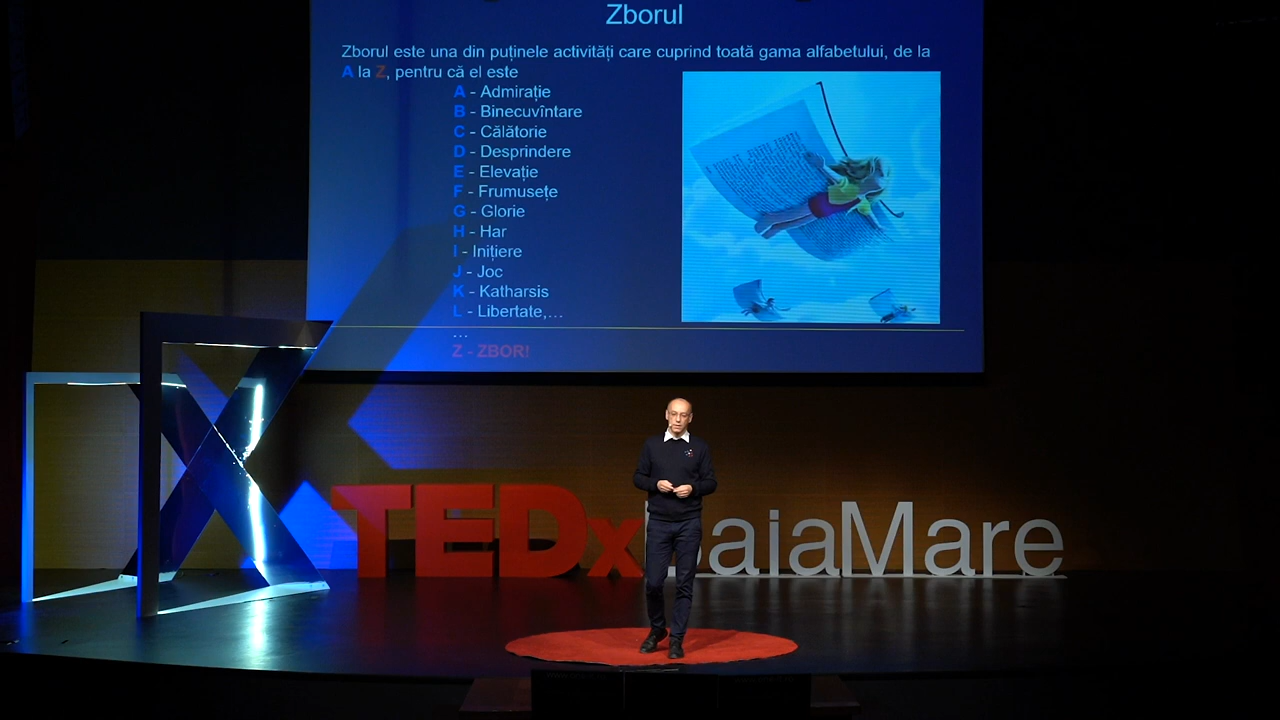 Zborul
Zborul este una din puținele activități care cuprind toată gama alfabetului, de la
A la Z, pentru că el este
A - Admirație
B - Binecuvîntare
C - Călătorie
D - Desprindere
E - Elevație
F - Frumusețe
G - Glorie
H - Har
I - Inițiere
J - Joc
K - Katharsis
L - Libertate,...
...
Z - ZBOR!
X
TEDx BaiaMare